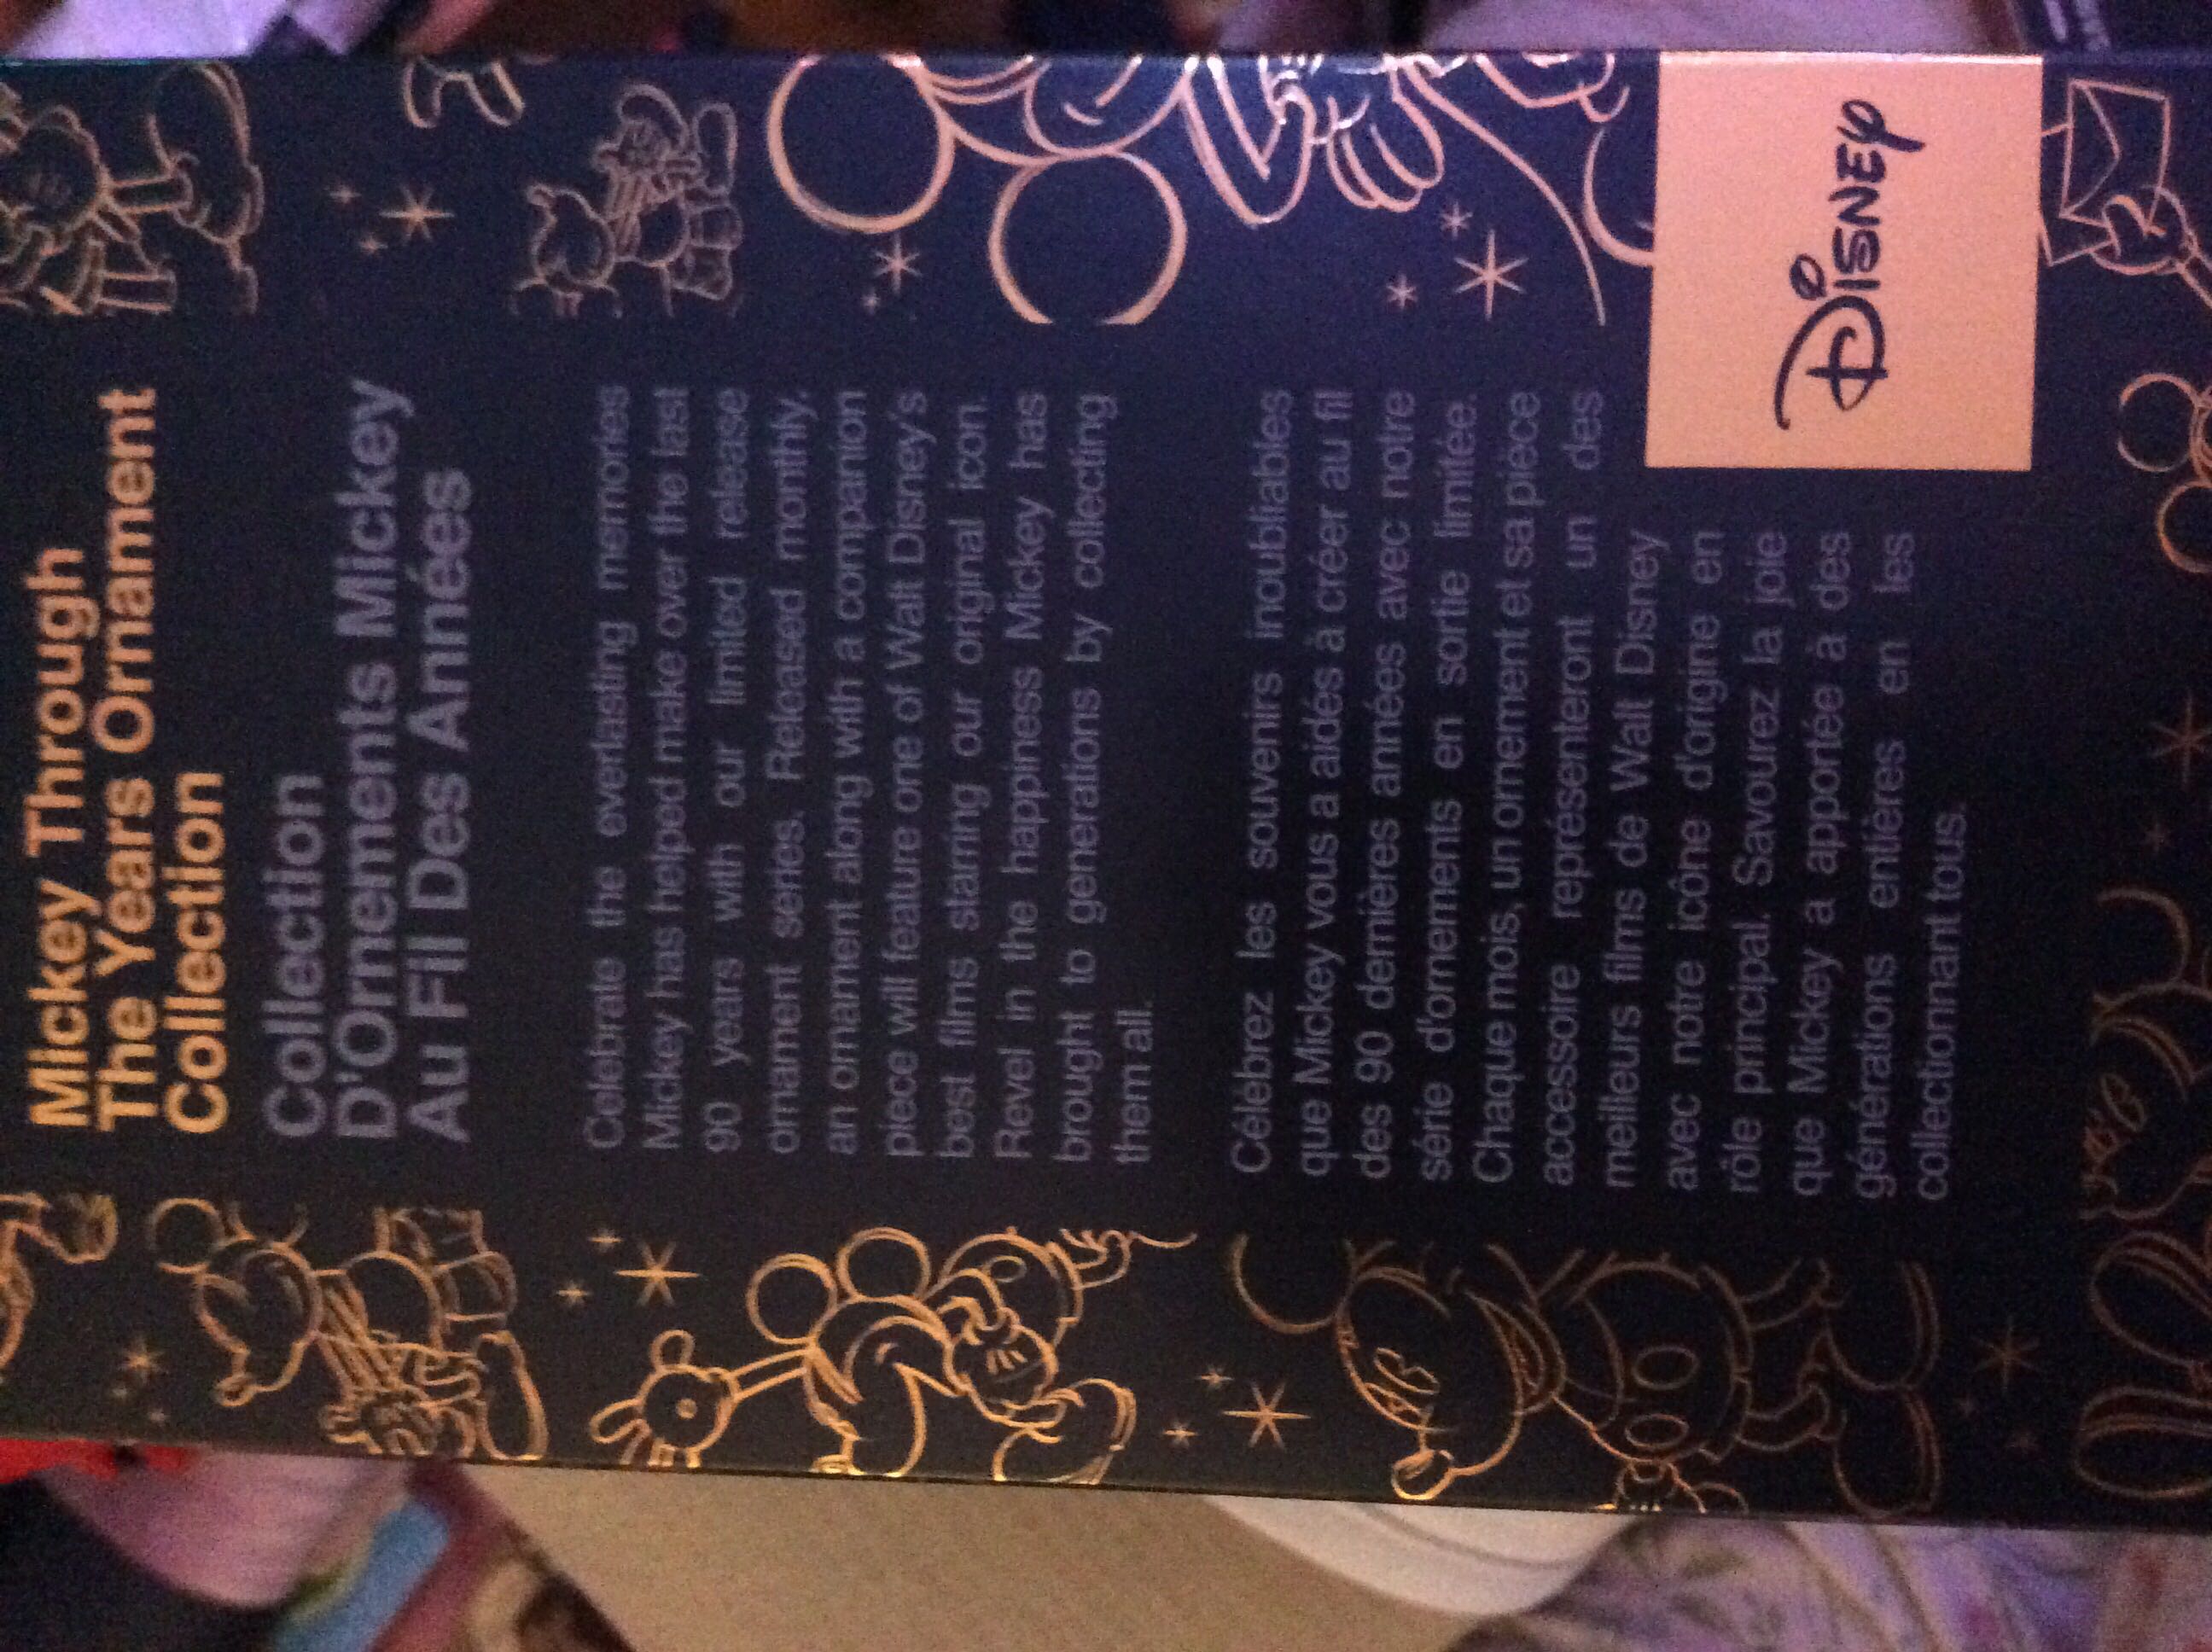 Mickey Through
The Years Ornament
Collection
Collection
D'Ornements Mickey
Au Fil Des Années
Celebrate the everlasting memories
Mickey has helped make over the last
90 years with our limited release
ornament series. Released monthly,
an ornament along with a companion
piece will feature one of Walt Disney's
best films starring our original icon.
Revel in the happiness Mickey has
brought to generations by collecting
them all.
Célébrez les souvenirs inoubliables
que Mickey vous a aidés à créer au fil
des 90 dernières années avec notre
série d'ornements en sortie limitée.
Chaque mois, un ornement et sa pièce
accessoire représenteront un des
meilleurs films de Walt Disney
avec notre icône d'origine en
rôle principal. Savourez la joie
que Mickey a apportée à des
générations entières en les
collectionnant tous.
Disney